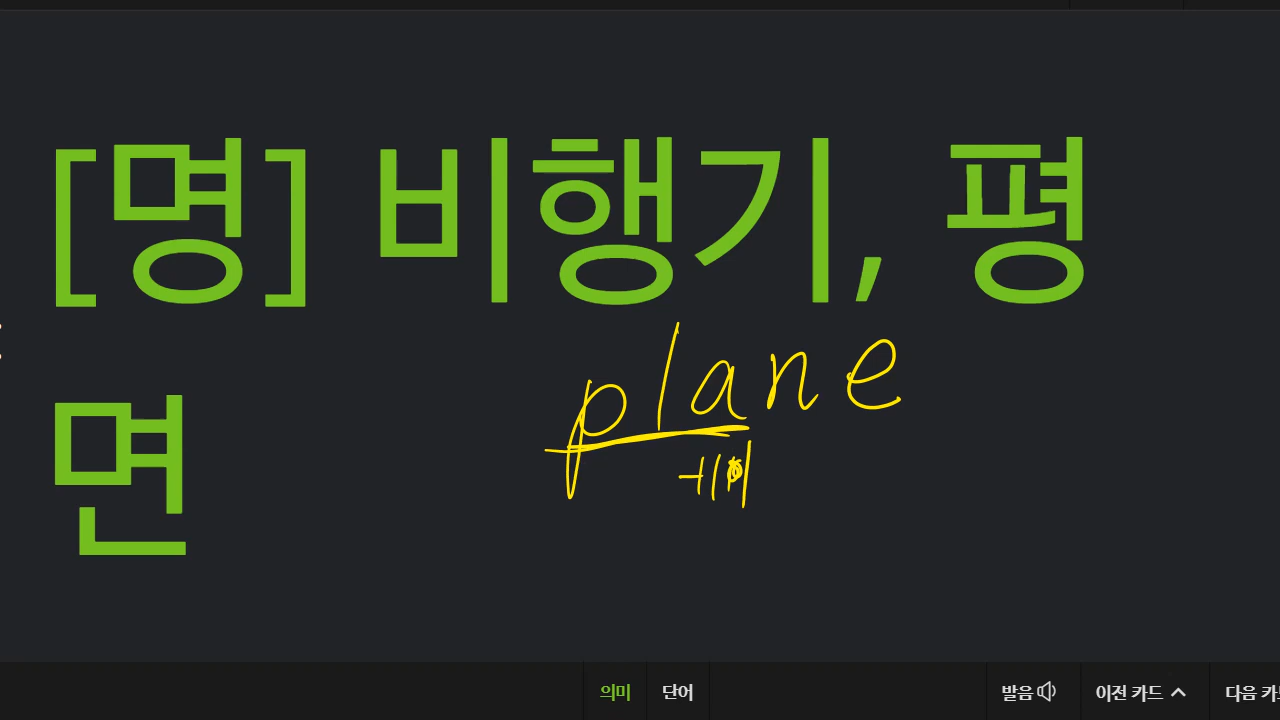 [명] 비행기, 평
면
plane
ㅔㅣ
의미 단어 발음 이전 카드 다음 카